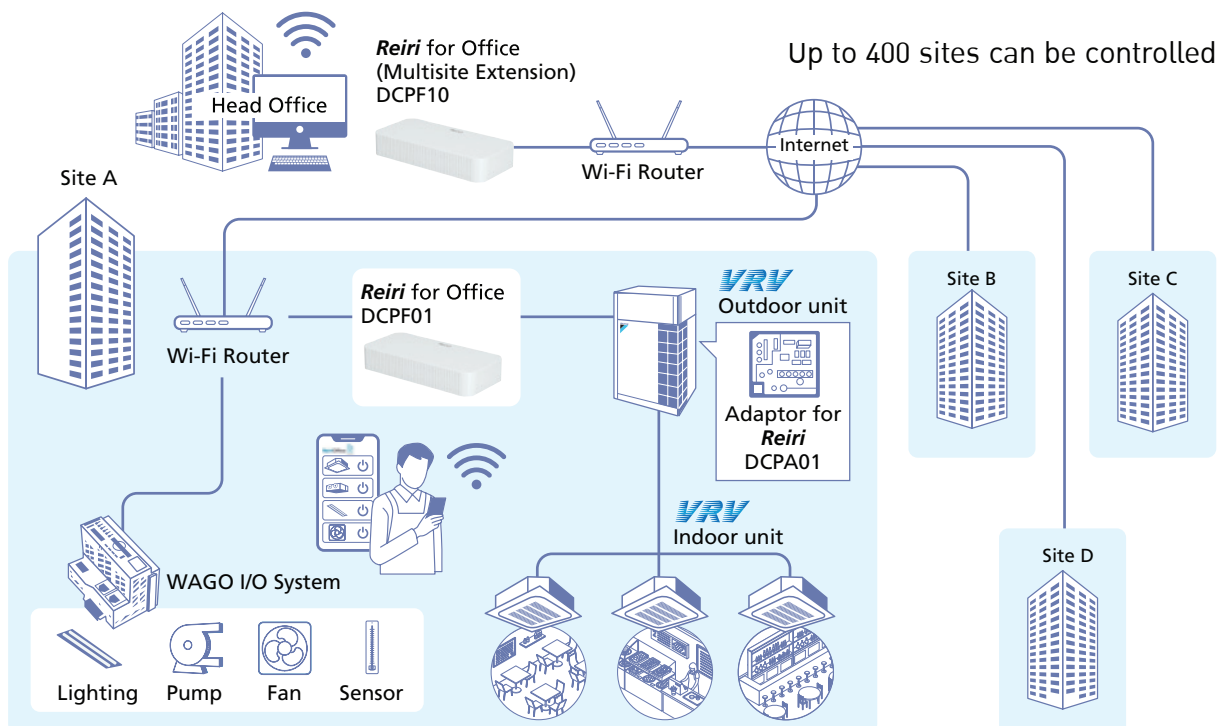 Reiri for Office
(Multisite Extension)
DCPF10
Up to 400 sites can be controlled
Head Office
Wi-Fi Router
Internet
Site A
Wi-Fi Router
Reiri for Office
DCPF01
VRV
Outdoor unit
Adaptor for
Reiri
DCPA01
Site B
Site C
VRV
Indoor unit
Site D
WAGO I/O System
Lighting
Pump
Fan
Sensor